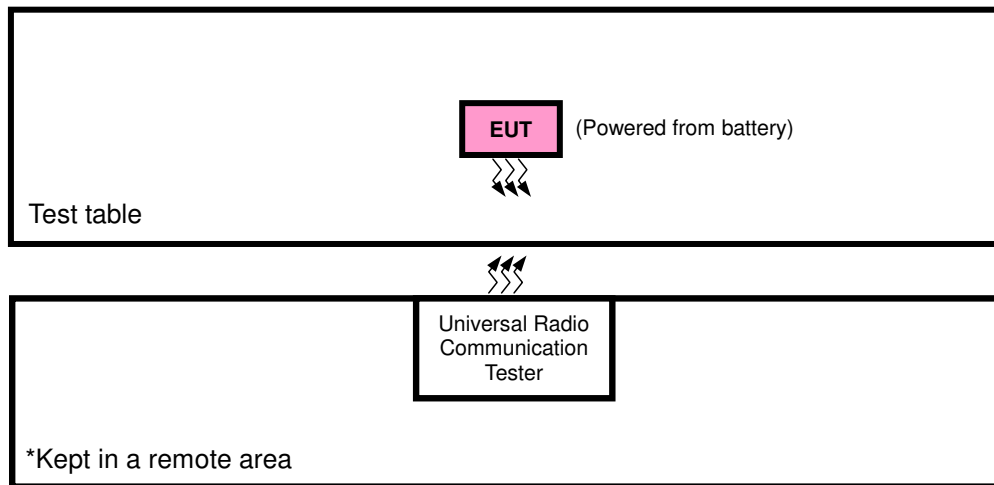 EUT
(Powered from battery)
Test table
Universal Radio
Communication
Tester
*Kept in a remote area